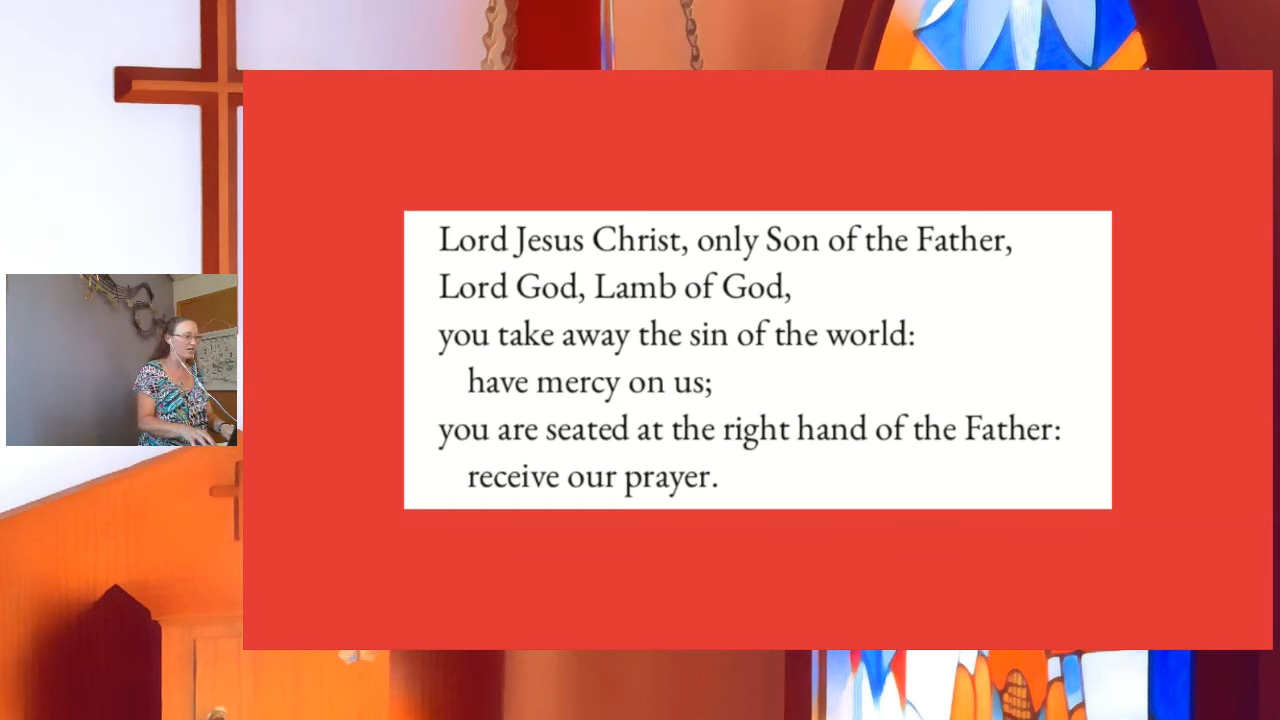 Lord Jesus Christ, only Son of the Father,
Lord God, Lamb of God,
you take away the sin of the world:
have mercy on us;
you are seated at the right hand of the Father:
receive our prayer.